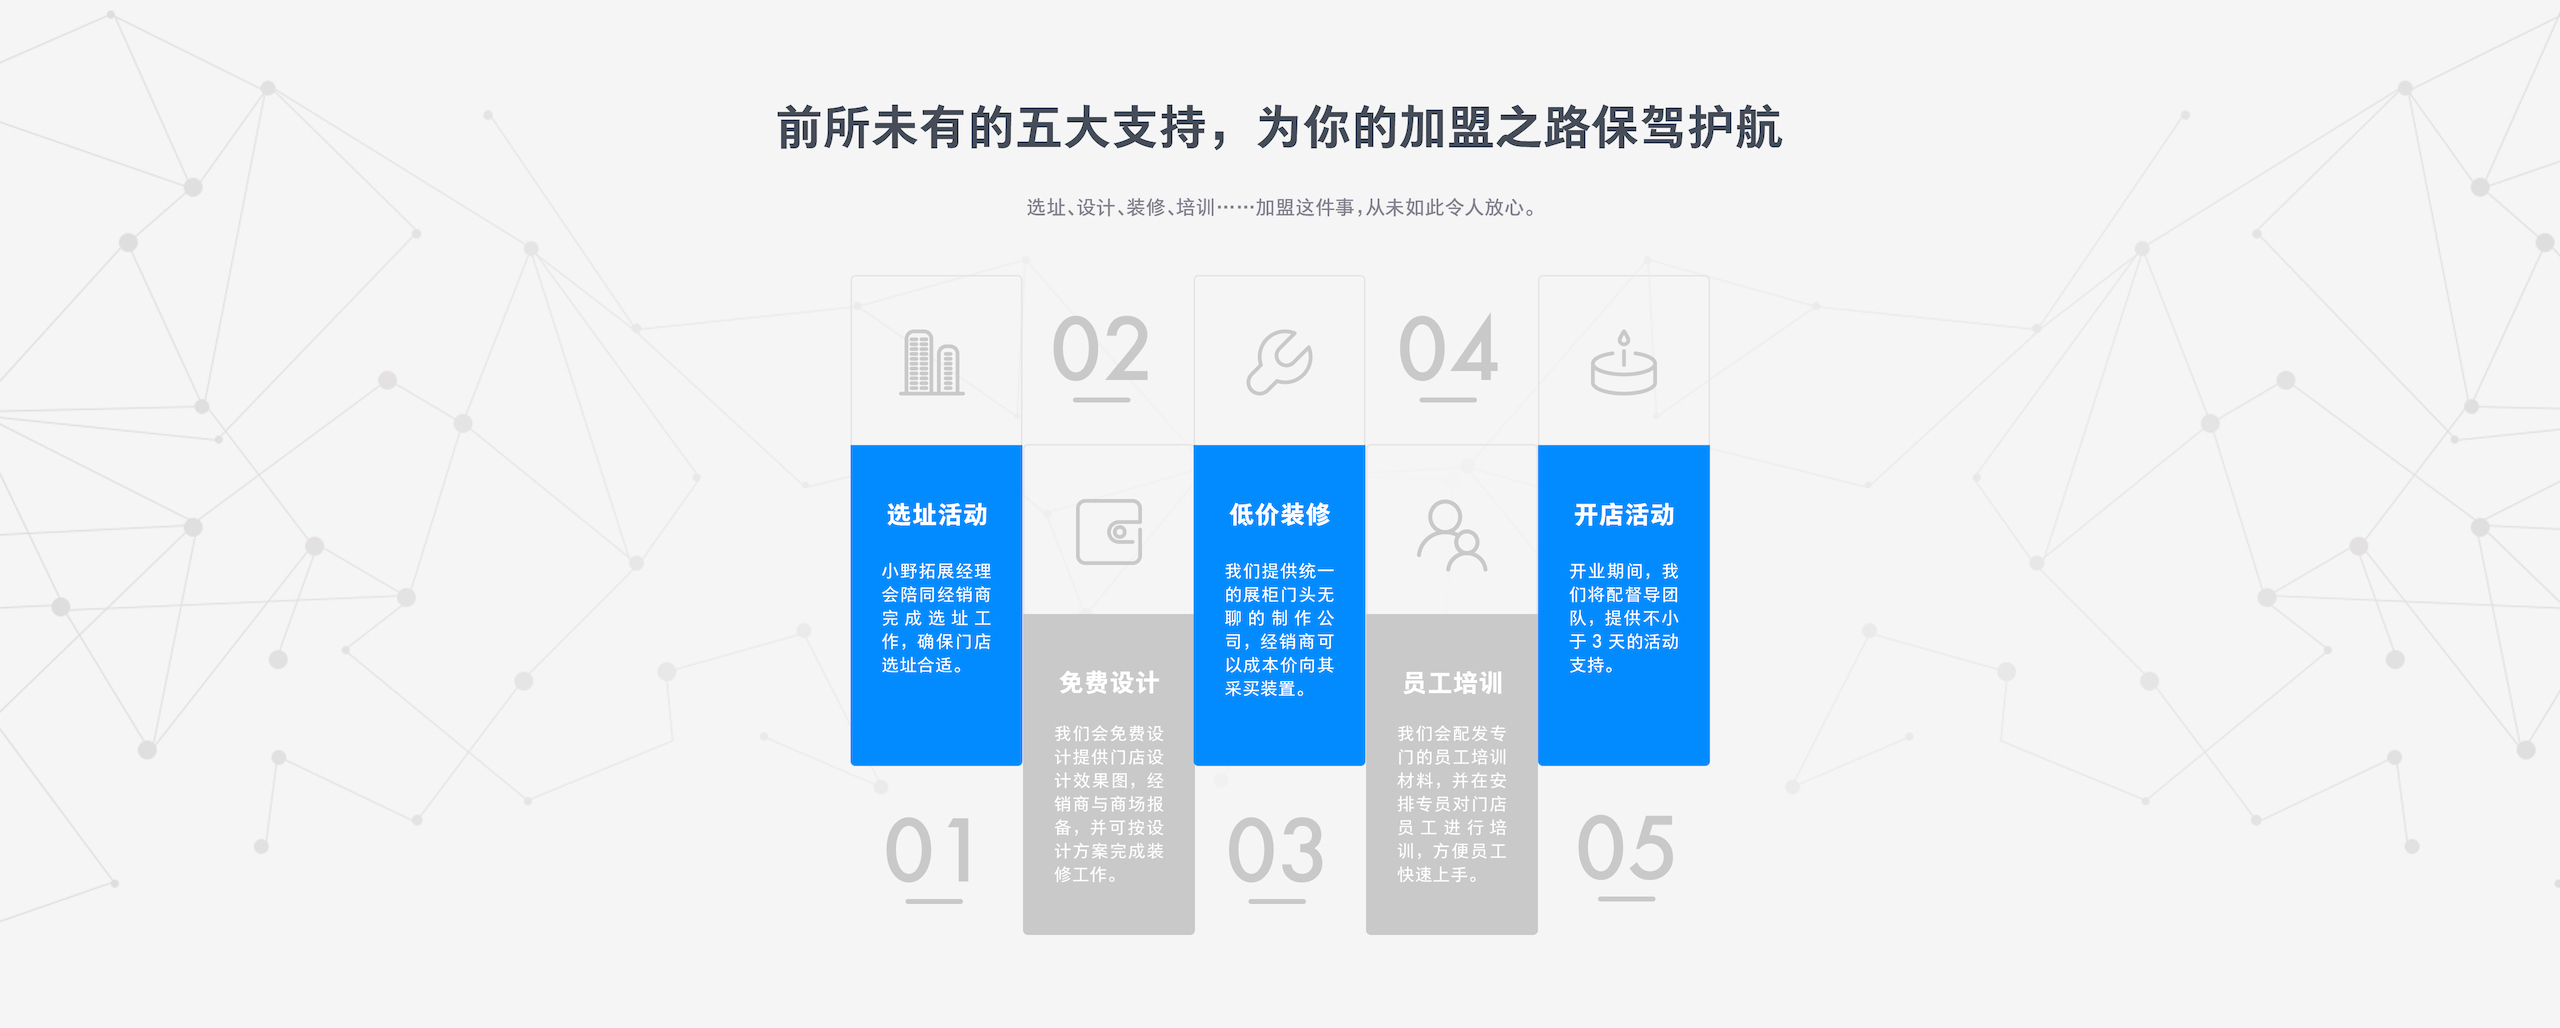 前所未有的五大支持，为你的加盟之路保驾护航
选址、设计、装修、培训……加盟这件事，从未如此令人放心。
选址活动
小野拓展经理
会陪同经销商
完成选址工
作，确保门店
选址合适。
01
02
免费设计
我们会免费设
计提供门店设
计效果图，经
销商与商场报
备，并可按设
计方案完成装
修工作。
低价装修
我们提供统一
的展柜门头无
聊的制作公
司，经销商可
以成本价向其
采买装置。
03
04
员工培训
我们会配发专
门的员工培训
材料，并在安
排专员对门店
员工进行培
训，方便员工
快速上手。
开店活动
开业期间，我
们将配督导团
队，提供不小
于 3 天的活动
支持。
05